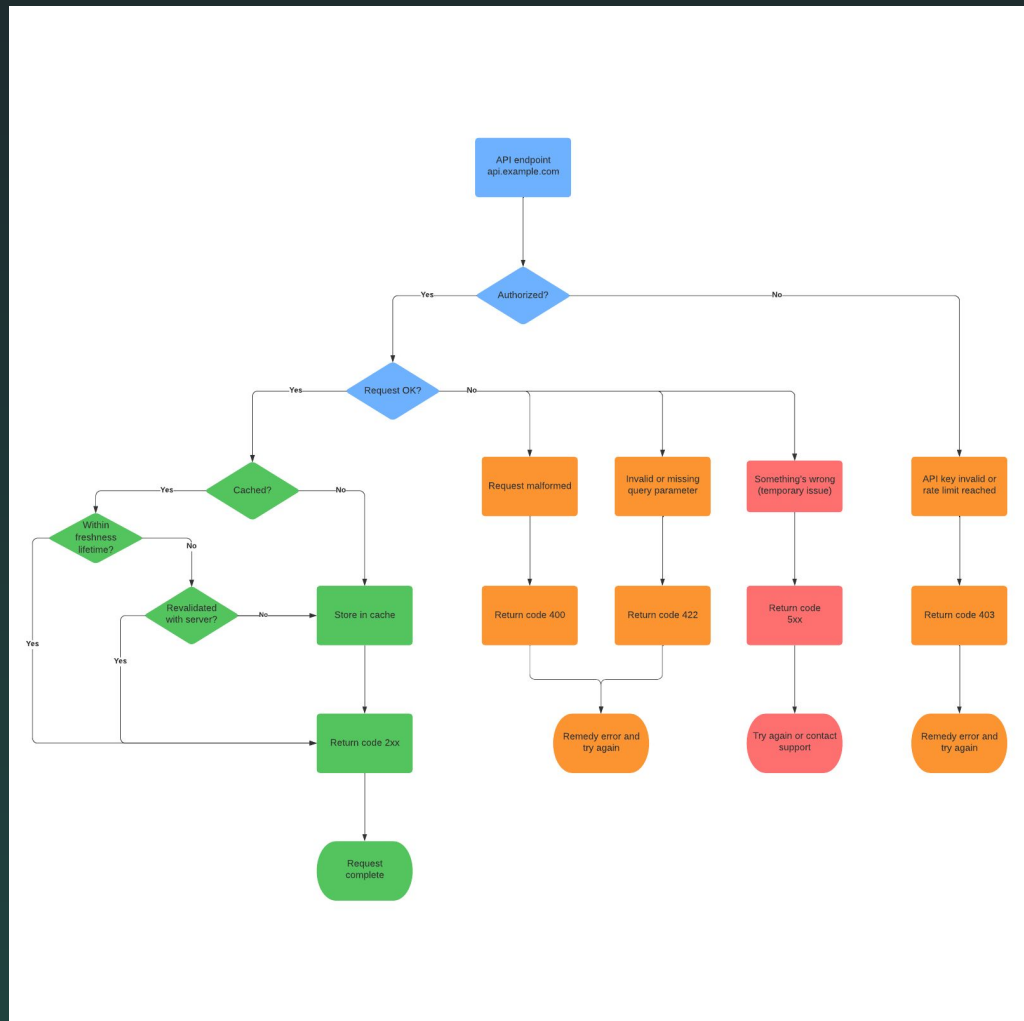 API endpoint
api.example.com
Authorized?
Yes
No
Request OK?
Yes
No
Cached?
Yes
No
Request malformed
Invalid or missing
query parameter
Something's wrong
(temporary issue)
API key invalid or
rate limit reached
Within
freshness
lifetime?
No
Yes
Revalidated
with server?
No
Yes
Store in cache
Return code 400
Return code 422
Return code
5xx
Return code 403
Return code 2xx
Remedy error and
try again
Try again or contact
support
Remedy error and
try again
Request
complete